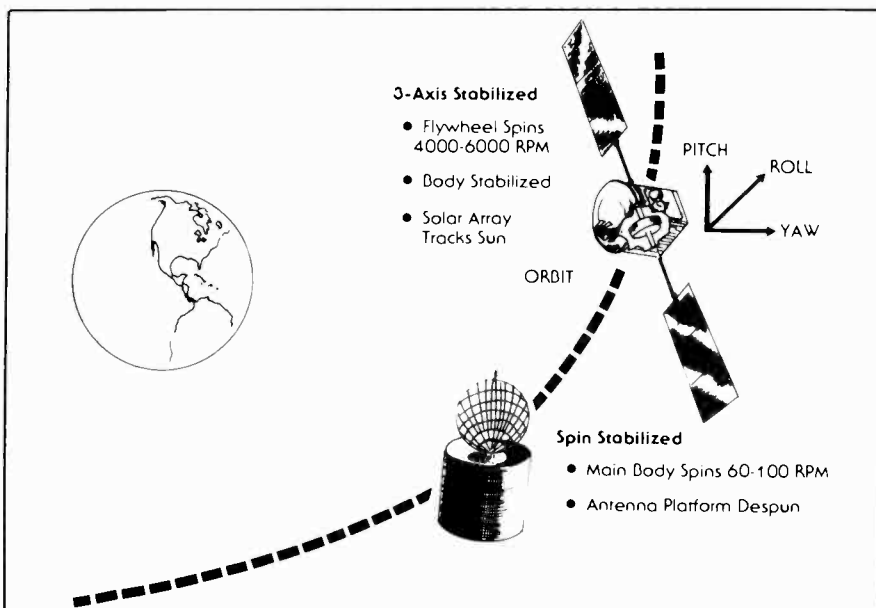 3-Axis Stabilized
• Flywheel Spins
4000-6000 RPM
• Body Stabilized
• Solar Array
Tracks Sun
PITCH
ROLL
YAW
ORBIT
Spin Stabilized
• Main Body Spins 60-100 RPM
• Antenna Platform Despun